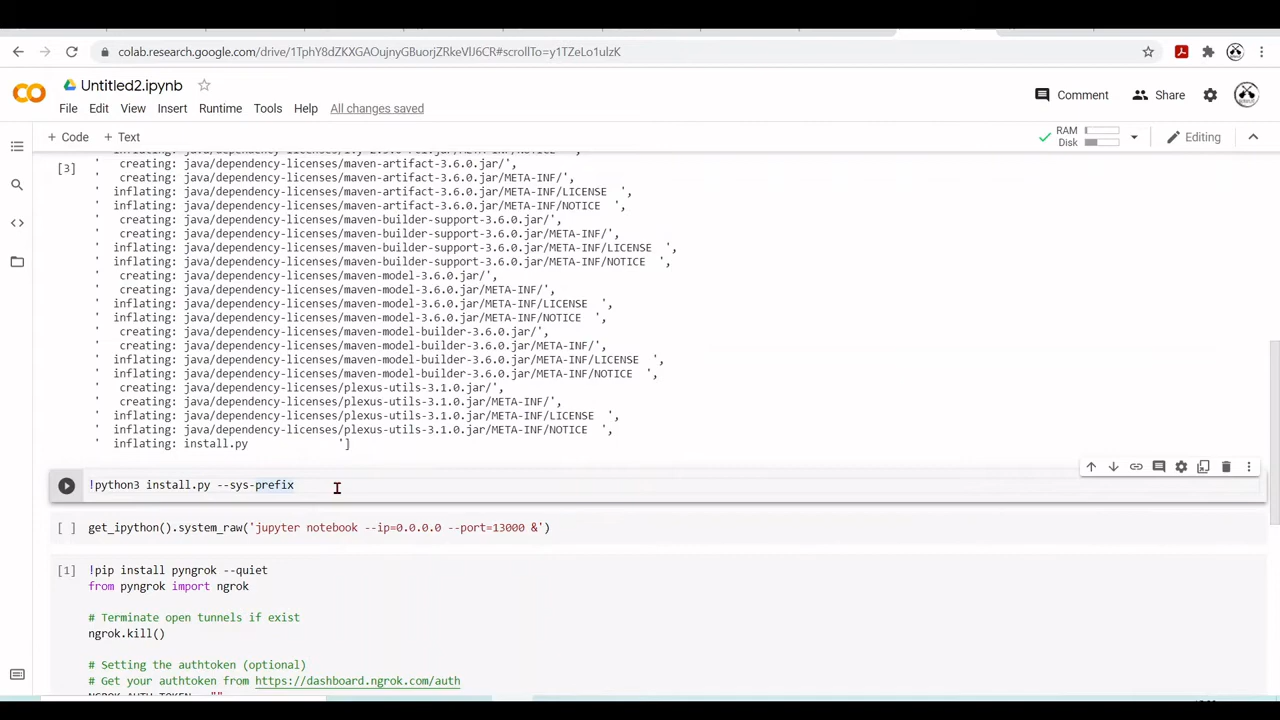 colab.research.google.com/drive/1TphY8dZKXGAOujnyGBuorjZRkeVlJ6CR#scrollTo=y1TZeLo1ulzK
Untitled2.ipynb
Comment
Share
File Edit View Insert Runtime Tools Help All changes saved
+ Code + Text
RAM
Disk
Editing
[3]
'  inflating: java/dependency-licenses/maven-artifact-3.6.0.jar/',
'   creating: java/dependency-licenses/maven-artifact-3.6.0.jar/META-INF/',
'  inflating: java/dependency-licenses/maven-artifact-3.6.0.jar/META-INF/LICENSE  ',
'  inflating: java/dependency-licenses/maven-artifact-3.6.0.jar/META-INF/NOTICE  ',
'   creating: java/dependency-licenses/maven-builder-support-3.6.0.jar/',
'   creating: java/dependency-licenses/maven-builder-support-3.6.0.jar/META-INF/',
'  inflating: java/dependency-licenses/maven-builder-support-3.6.0.jar/META-INF/LICENSE  ',
'  inflating: java/dependency-licenses/maven-builder-support-3.6.0.jar/META-INF/NOTICE  ',
'   creating: java/dependency-licenses/maven-model-3.6.0.jar/',
'   creating: java/dependency-licenses/maven-model-3.6.0.jar/META-INF/',
'  inflating: java/dependency-licenses/maven-model-3.6.0.jar/META-INF/LICENSE  ',
'  inflating: java/dependency-licenses/maven-model-3.6.0.jar/META-INF/NOTICE  ',
'   creating: java/dependency-licenses/maven-model-builder-3.6.0.jar/',
'   creating: java/dependency-licenses/maven-model-builder-3.6.0.jar/META-INF/',
'  inflating: java/dependency-licenses/maven-model-builder-3.6.0.jar/META-INF/LICENSE  ',
'  inflating: java/dependency-licenses/maven-model-builder-3.6.0.jar/META-INF/NOTICE  ',
'   creating: java/dependency-licenses/plexus-utils-3.1.0.jar/',
'   creating: java/dependency-licenses/plexus-utils-3.1.0.jar/META-INF/',
'  inflating: java/dependency-licenses/plexus-utils-3.1.0.jar/META-INF/LICENSE  ',
'  inflating: java/dependency-licenses/plexus-utils-3.1.0.jar/META-INF/NOTICE  ',
'  inflating: install.py              ']
!python3 install.py --sys-prefix
[ ] get_ipython().system_raw('jupyter notebook --ip=0.0.0.0 --port=13000 &')
[1] !pip install pyngrok --quiet
from pyngrok import ngrok
# Terminate open tunnels if exist
ngrok.kill()
# Setting the authtoken (optional)
# Get your authtoken from https://dashboard.ngrok.com/auth
NGROK_AUTH_TOKEN = ""